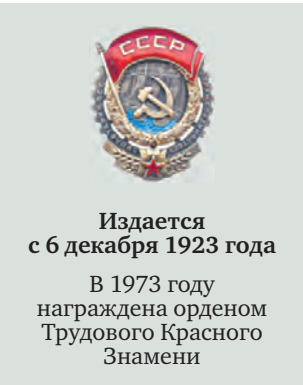 СССР
Издается
с 6 декабря 1923 года
В 1973 году
награждена орденом
Трудового Красного
Знамени